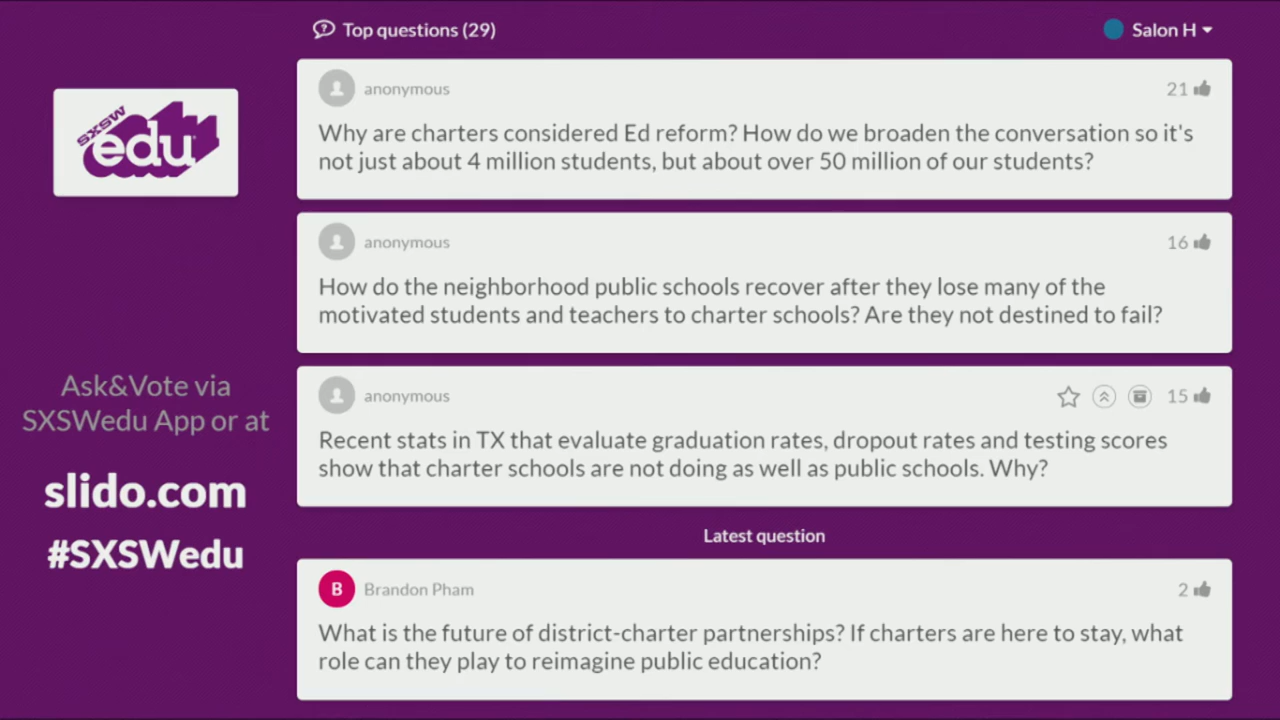 Top questions (29)
Salon H
SXSW
edu
anonymous
21
Why are charters considered Ed reform? How do we broaden the conversation so it's
not just about 4 million students, but about over 50 million of our students?
anonymous
16
How do the neighborhood public schools recover after they lose many of the
motivated students and teachers to charter schools? Are they not destined to fail?
anonymous
15
Recent stats in TX that evaluate graduation rates, dropout rates and testing scores
show that charter schools are not doing as well as public schools. Why?
Ask&Vote via
SXSWedu App or at
slido.com
#SXSWedu
Latest question
B
Brandon Pham
2
What is the future of district-charter partnerships? If charters are here to stay, what
role can they play to reimagine public education?